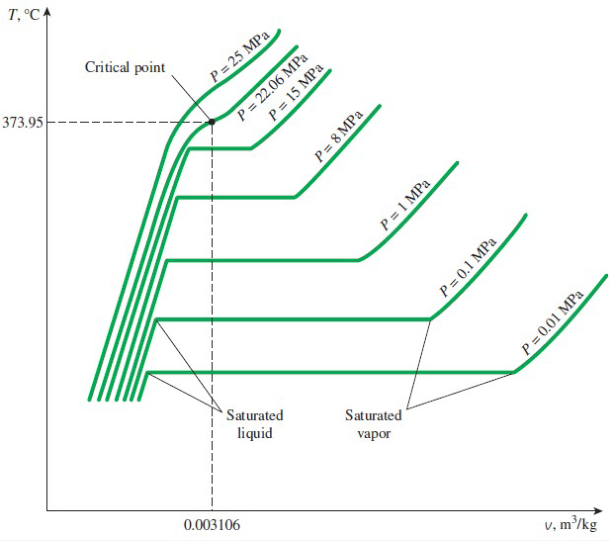 T, °C
P = 25 MPa
Critical point
P = 22.06 MPa
P = 15 MPa
373.95
P = 8 MPa
P = 1 MPa
P = 0.1 MPa
P = 0.01 MPa
Saturated
liquid
Saturated
vapor
0.003106
v, m³/kg